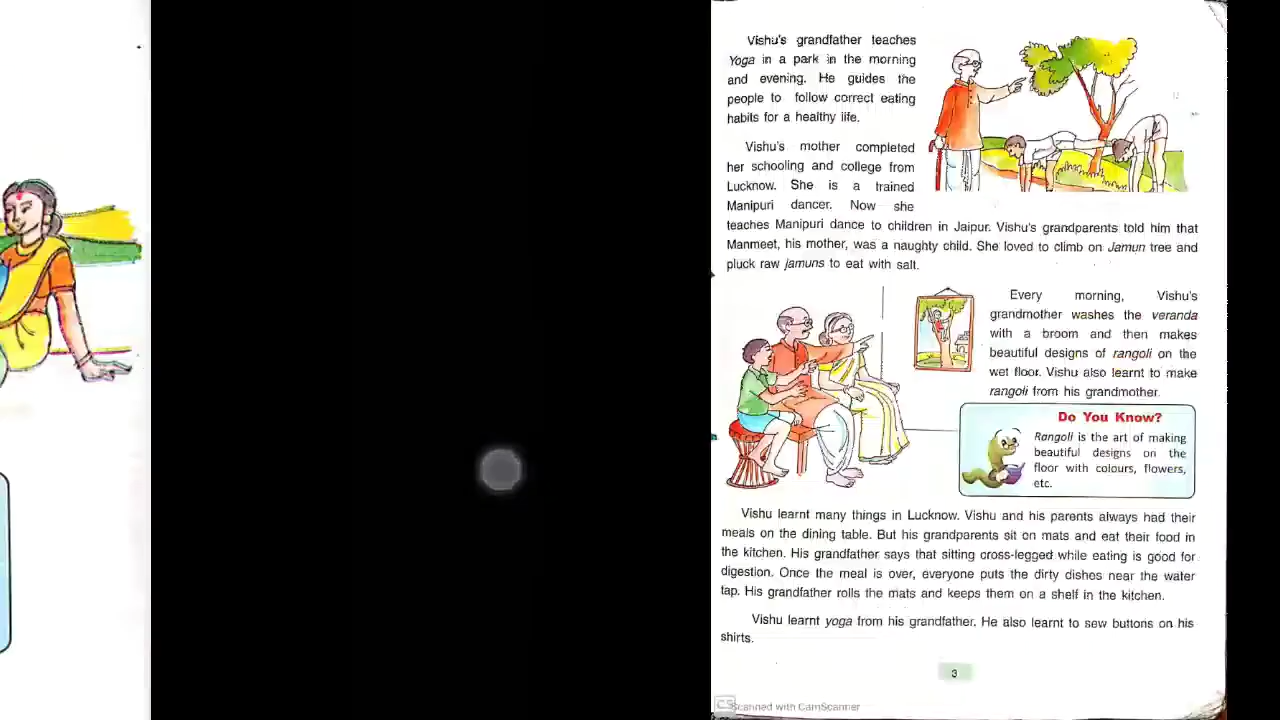 Vishu's grandfather teaches
Yoga in a park in the morning
and evening. He guides the
people to follow correct eating
habits for a healthy life.
Vishu's mother completed
her schooling and college from
Lucknow. She is a trained
Manipuri dancer. Now she
teaches Manipuri dance to children in Jaipur. Vishu's grandparents told him that
Manmeet, his mother, was a naughty child. She loved to climb on Jamun tree and
pluck raw jamuns to eat with salt.
Every morning, Vishu's
grandmother washes the veranda
with a broom and then makes
beautiful designs of rangoli on the
wet floor. Vishu also learnt to make
rangoli from his grandmother.
Do You Know?
Rangoli is the art of making
beautiful designs on the
floor with colours, flowers,
etc.
Vishu learnt many things in Lucknow. Vishu and his parents always had their
meals on the dining table. But his grandparents sit on mats and eat their food in
the kitchen. His grandfather says that sitting cross-legged while eating is good for
digestion. Once the meal is over, everyone puts the dirty dishes near the water
tap. His grandfather rolls the mats and keeps them on a shelf in the kitchen.
Vishu learnt yoga from his grandfather. He also learnt to sew buttons on his
shirts.
3
CS Scanned with CamScanner